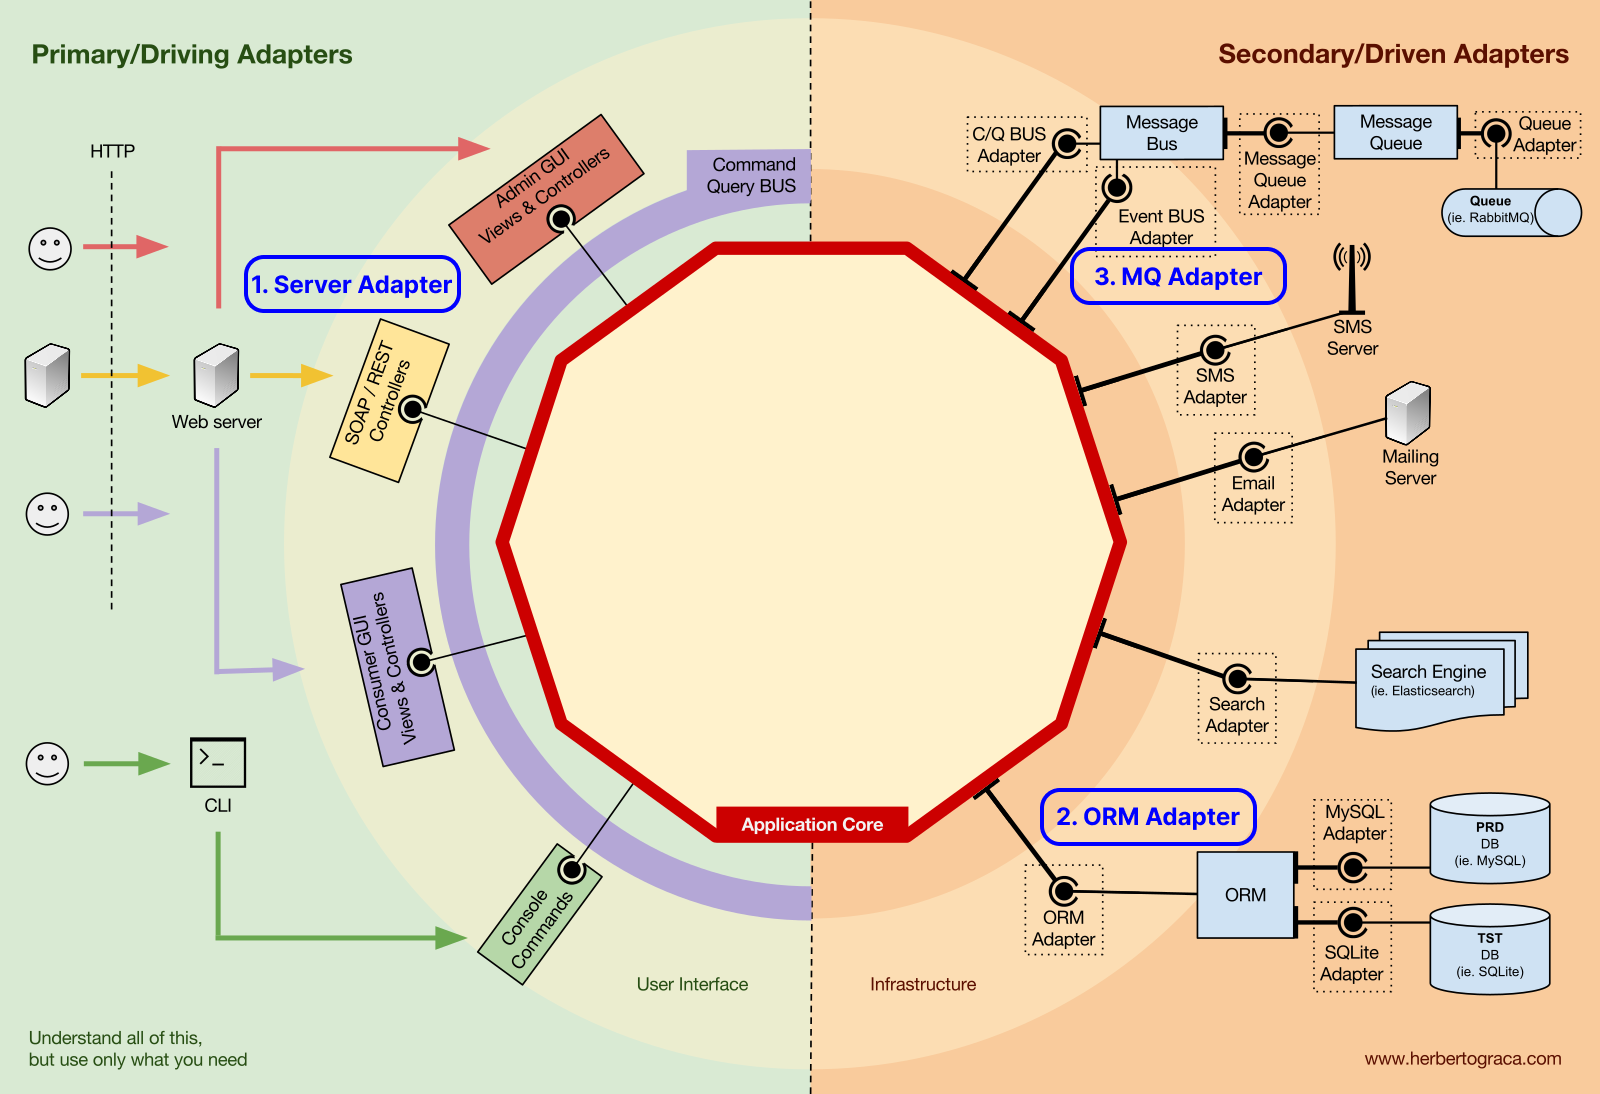 Primary/Driving Adapters
Secondary/Driven Adapters
HTTP
Admin GUI
Views & Controllers
Command
Query BUS
C/Q BUS
Adapter
Message
Bus
Message
Queue
Adapter
Message
Queue
Queue
Adapter
Queue
(ie. RabbitMQ)
Event BUS
Adapter
1. Server Adapter
3. MQ Adapter
SMS
Server
SOAP / REST
Controllers
Web server
SMS
Adapter
Mailing
Server
Email
Adapter
Consumer GUI
Views & Controllers
Search
Adapter
Search Engine
(ie. Elasticsearch)
CLI
Application Core
2. ORM Adapter
MySQL
Adapter
PRD
DB
(ie. MySQL)
ORM
Console
Commands
ORM
Adapter
SQLite
Adapter
TST
DB
(ie. SQLite)
User Interface
Infrastructure
Understand all of this,
but use only what you need
www.herbertograca.com